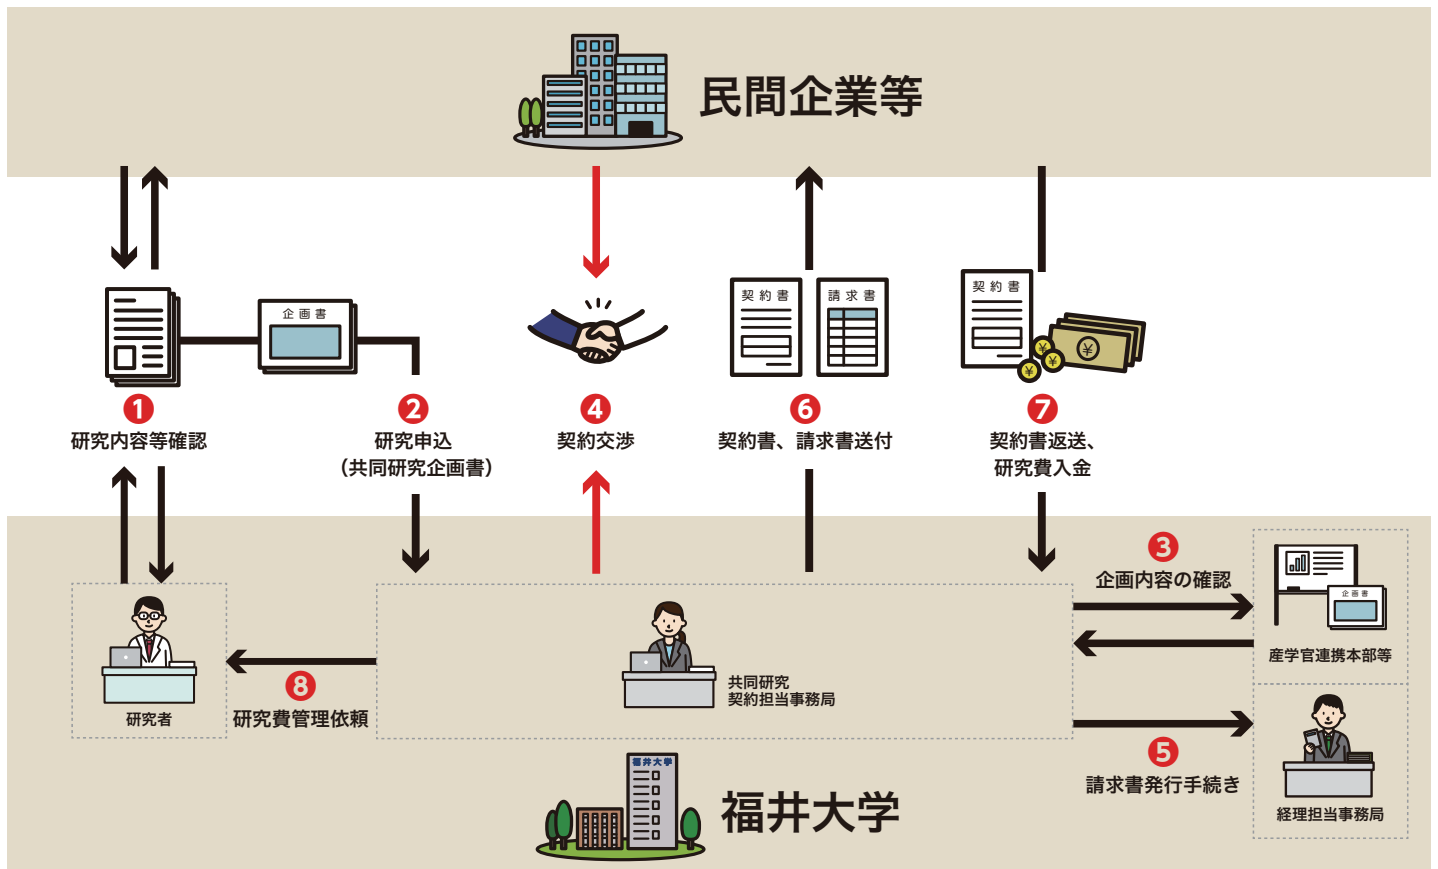 民間企業等
企画書
契約書
請求書
契約書
1
研究内容等確認
2
研究申込
（共同研究企画書）
4
契約交渉
6
契約書、請求書送付
7
契約書返送、
研究費入金
3
企画内容の確認
企画書
産学官連携本部等
研究者
8
研究費管理依頼
共同研究
契約担当事務局
5
請求書発行手続き
経理担当事務局
福井大学
福井大学
¥
¥
¥
¥